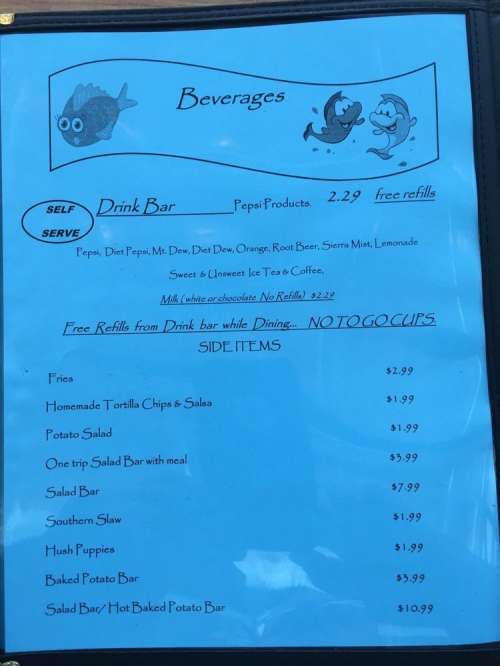 Beverages
SELF SERVE
Drink Bar Pepsi Products. 2.29 free refills
Pepsi, Diet Pepsi, Mt. Dew, Diet Dew, Orange, Root Beer, Sierra Mist, Lemonade
Sweet & Unsweet Ice Tea & Coffee,
Milk (white or chocolate No Refills) $2.29
Free Refills from Drink bar while Dining... NO TO GO CUPS
SIDE ITEMS
Fries $2.99
Homemade Tortilla Chips & Salsa $1.99
Potato Salad $1.99
One trip Salad Bar with meal $3.99
Salad Bar $7.99
Southern Slaw $1.99
Hush Puppies $1.99
Baked Potato Bar $3.99
Salad Bar/ Hot Baked Potato Bar $10.99